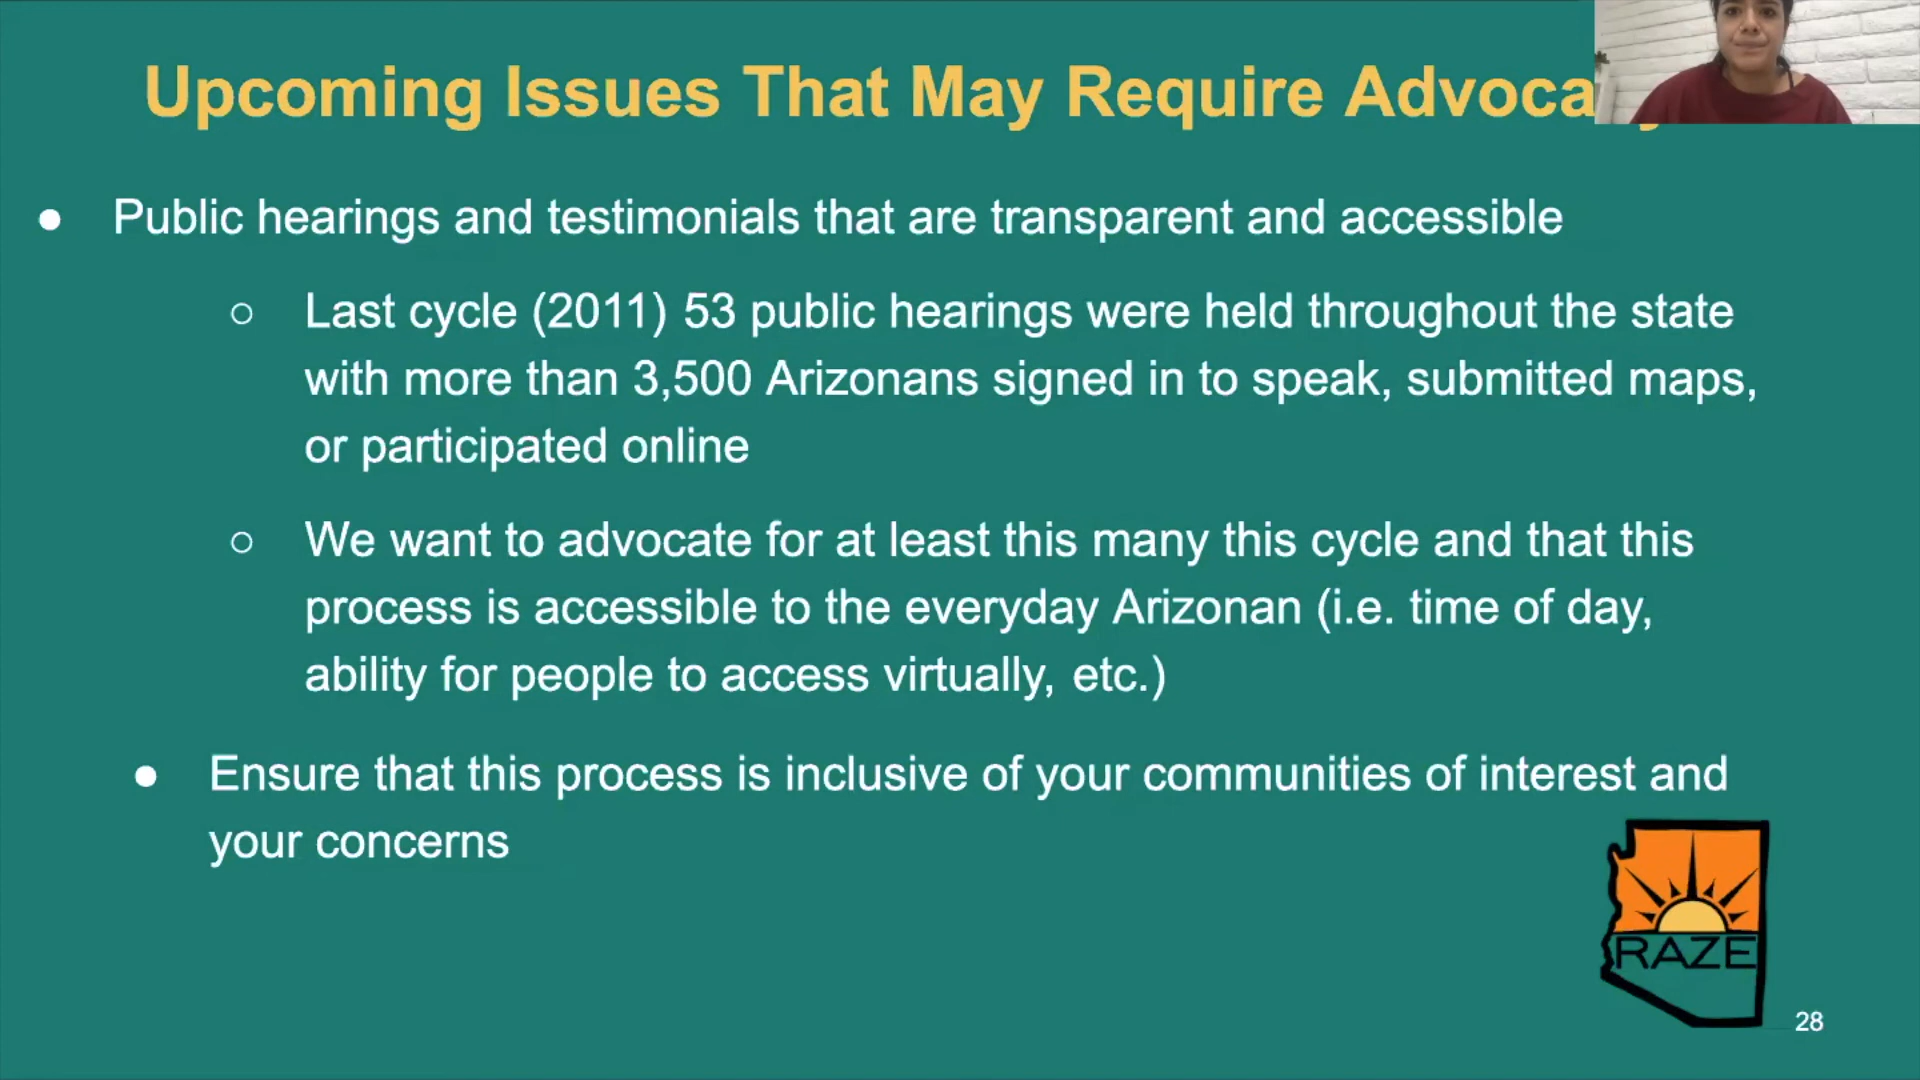 Upcoming Issues That May Require
● Public hearings and testimonials that are transparent and accessible
○ Last cycle (2011) 53 public hearings were held throughout the state
with more than 3,500 Arizonans signed in to speak, submitted maps,
or participated online
○ We want to advocate for at least this many this cycle and that this
process is accessible to the everyday Arizonan (i.e. time of day,
ability for people to access virtually, etc.)
● Ensure that this process is inclusive of your communities of interest and
your concerns
RAZE
28